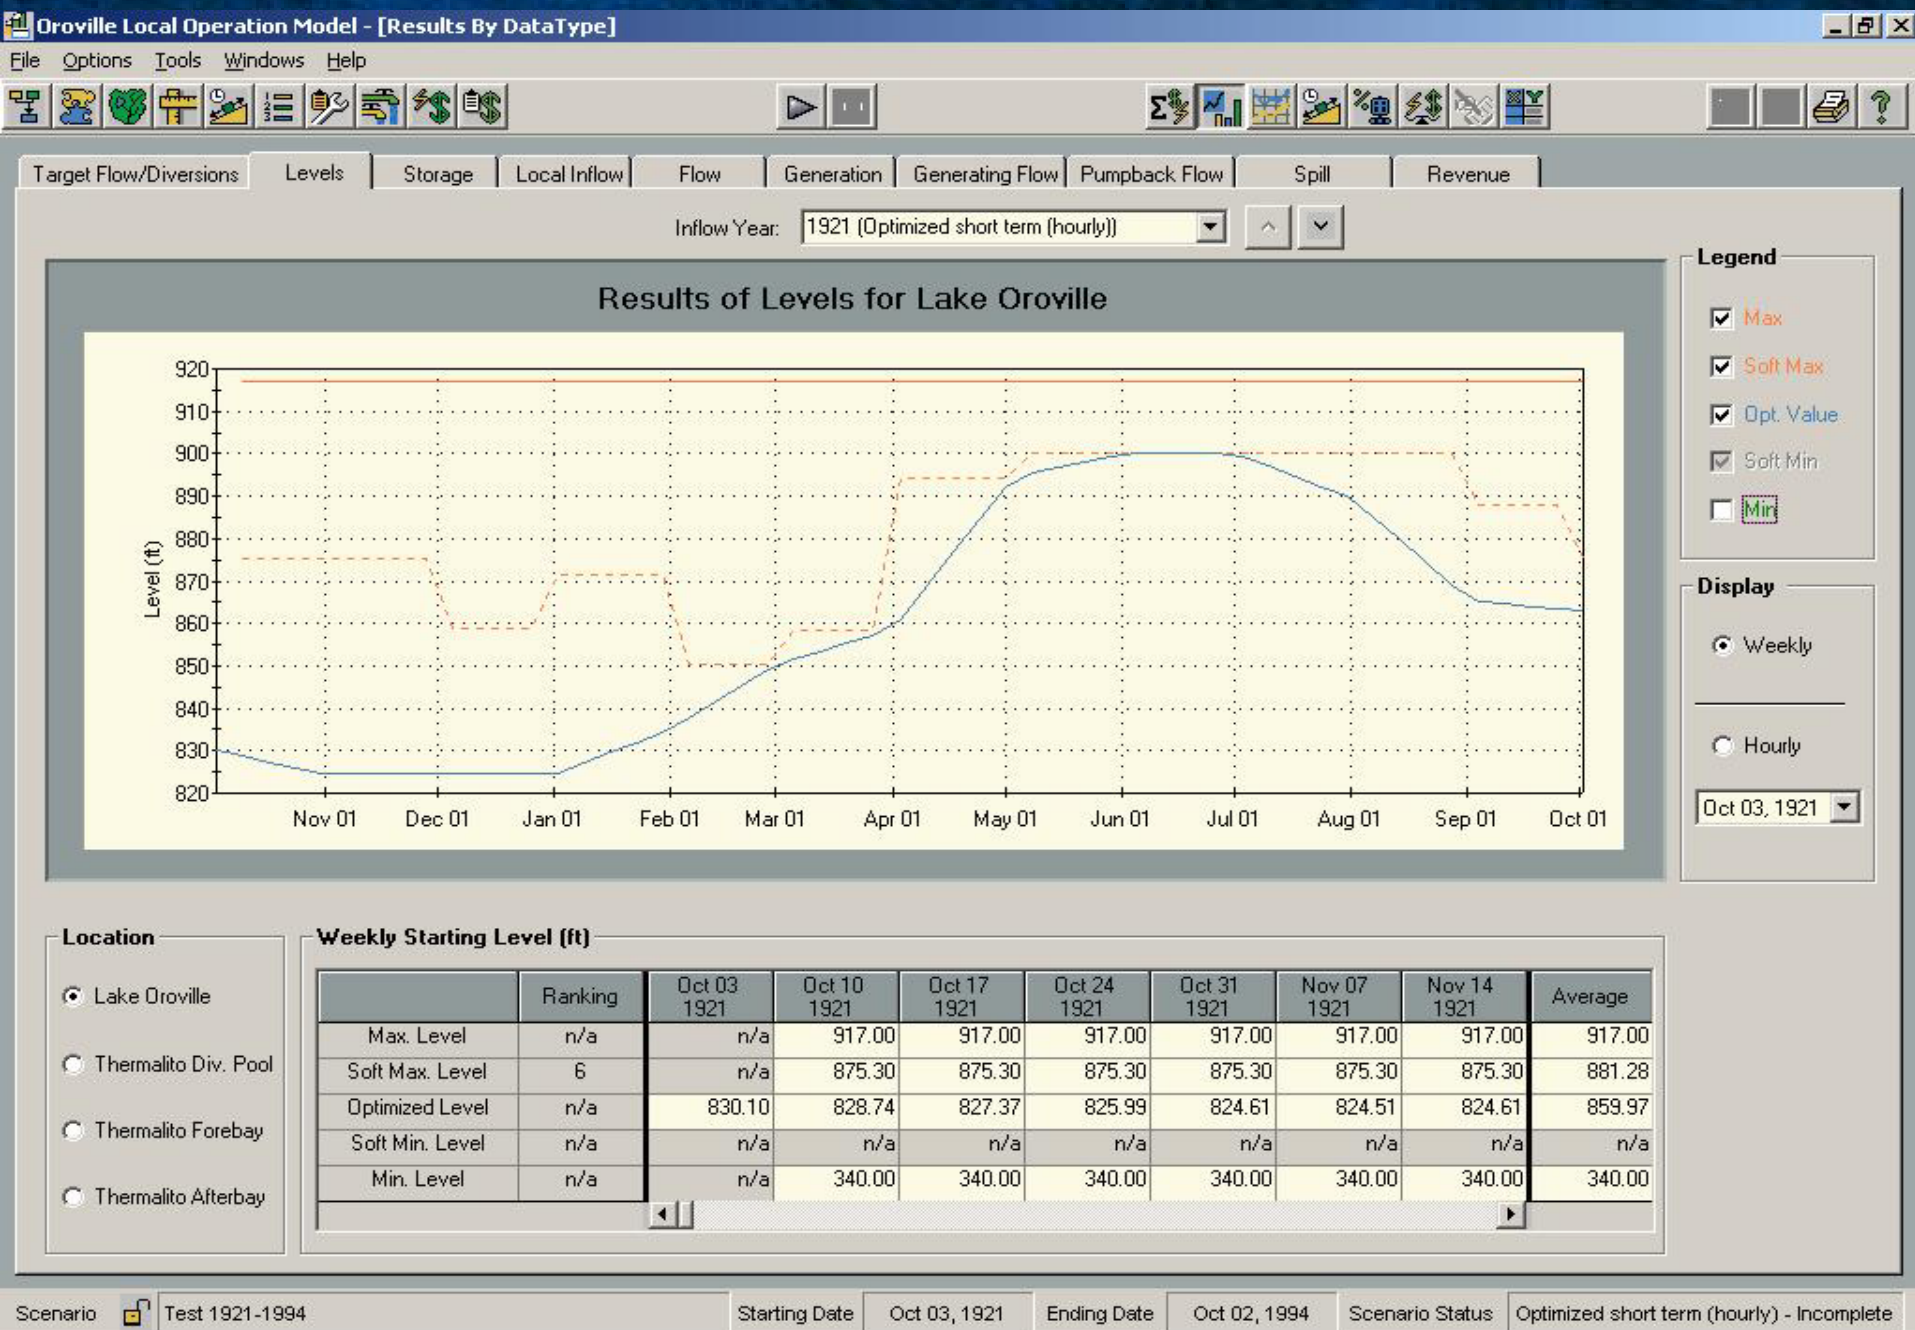 Oroville Local Operation Model - [Results By DataType]
File Options Tools Windows Help
Target Flow/Diversions Levels Storage Local Inflow Flow Generation Generating Flow Pumpback Flow Spill Revenue
Inflow Year: 1921 (Optimized short term (hourly))
Results of Levels for Lake Oroville
Level (ft)
920
910
900
890
880
870
860
850
840
830
820
Nov 01 Dec 01 Jan 01 Feb 01 Mar 01 Apr 01 May 01 Jun 01 Jul 01 Aug 01 Sep 01 Oct 01
Legend
Max
Soft Max
Opt. Value
Soft Min
Min
Display
Weekly
Hourly
Oct 03, 1921
Location
Lake Oroville
Thermalito Div. Pool
Thermalito Forebay
Thermalito Afterbay
Weekly Starting Level (ft)
Ranking Oct 03 1921 Oct 10 1921 Oct 17 1921 Oct 24 1921 Oct 31 1921 Nov 07 1921 Nov 14 1921 Average
Max. Level n/a n/a 917.00 917.00 917.00 917.00 917.00 917.00 917.00
Soft Max. Level 6 n/a 875.30 875.30 875.30 875.30 875.30 875.30 881.28
Optimized Level n/a 830.10 828.74 827.37 825.99 824.61 824.51 824.61 859.97
Soft Min. Level n/a n/a n/a n/a n/a n/a n/a n/a n/a
Min. Level n/a n/a 340.00 340.00 340.00 340.00 340.00 340.00 340.00
Scenario Test 1921-1994 Starting Date Oct 03, 1921 Ending Date Oct 02, 1994 Scenario Status Optimized short term (hourly) - Incomplete